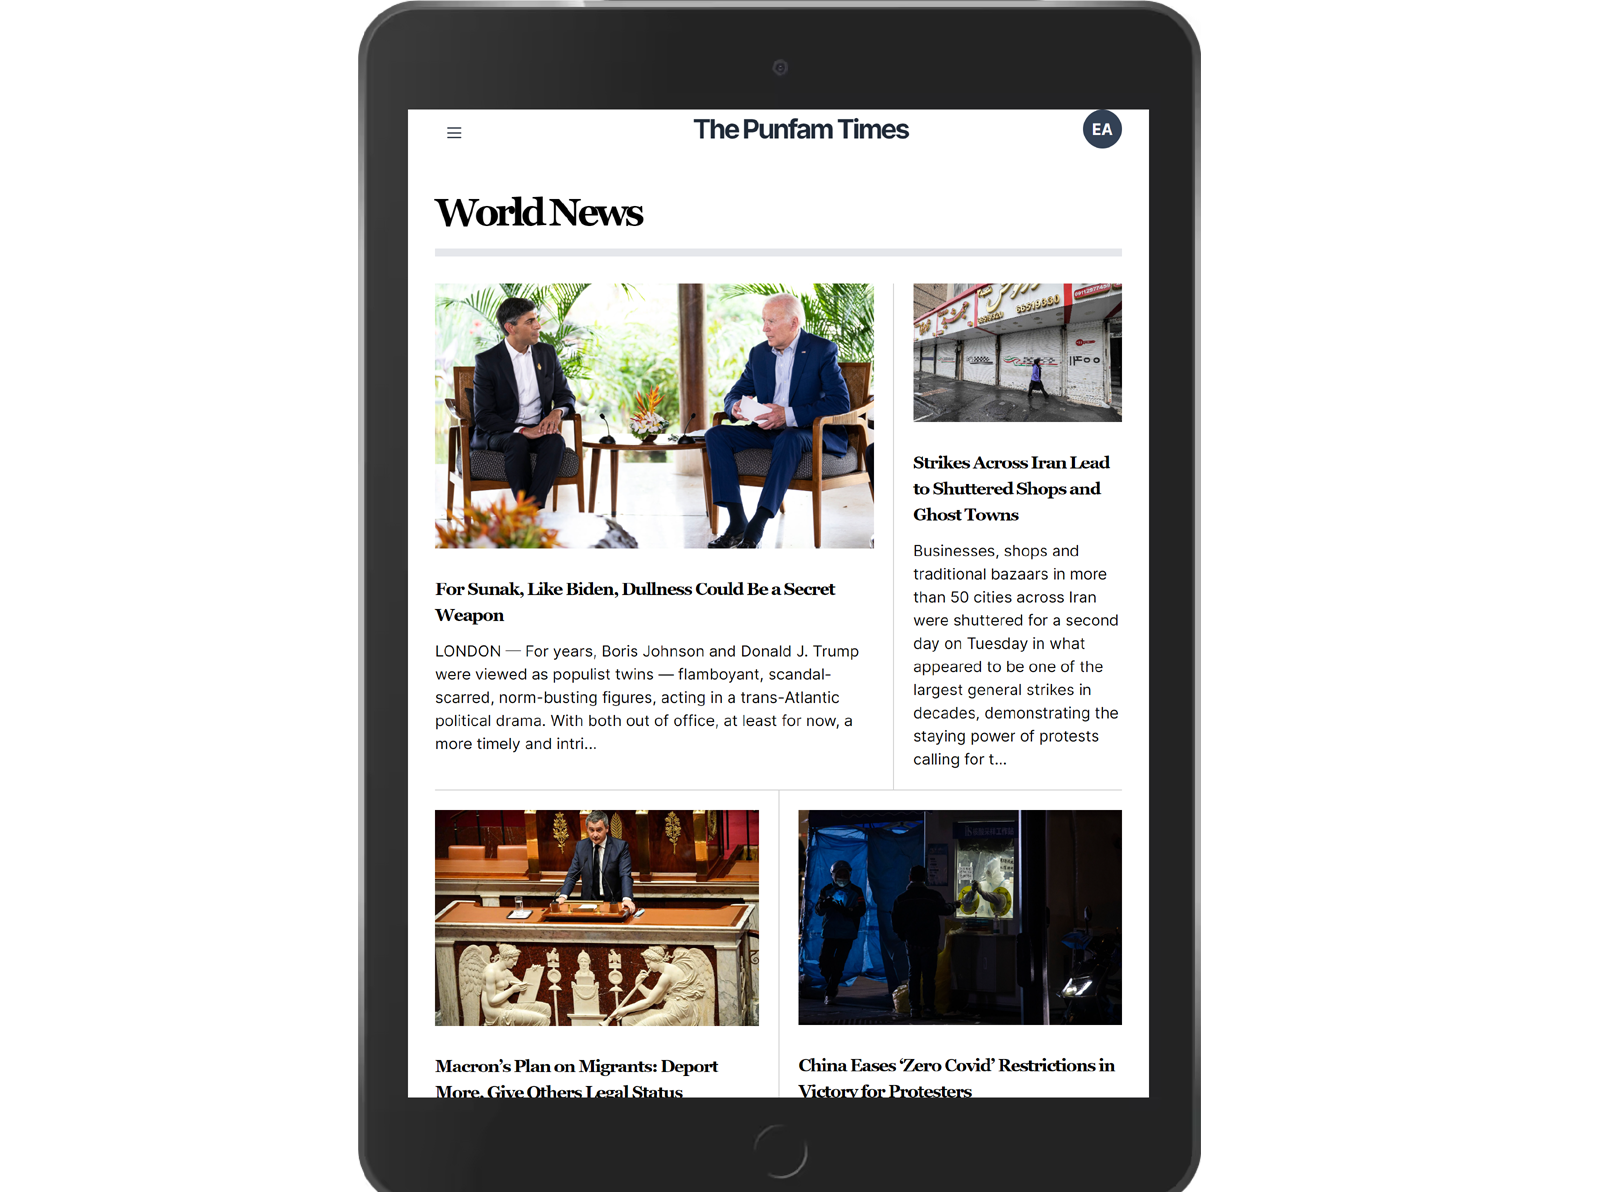 The Punfam Times
EA
World News
For Sunak, Like Biden, Dullness Could Be a Secret
Weapon
LONDON — For years, Boris Johnson and Donald J. Trump
were viewed as populist twins — flamboyant, scandal-
scarred, norm-busting figures, acting in a trans-Atlantic
political drama. With both out of office, at least for now, a
more timely and intri...
66519660
Strikes Across Iran Lead
to Shuttered Shops and
Ghost Towns
Businesses, shops and
traditional bazaars in more
than 50 cities across Iran
were shuttered for a second
day on Tuesday in what
appeared to be one of the
largest general strikes in
decades, demonstrating the
staying power of protests
calling for t...
Macron’s Plan on Migrants: Deport
More, Give Others Legal Status
China Eases ‘Zero Covid’ Restrictions in
Victory for Protesters